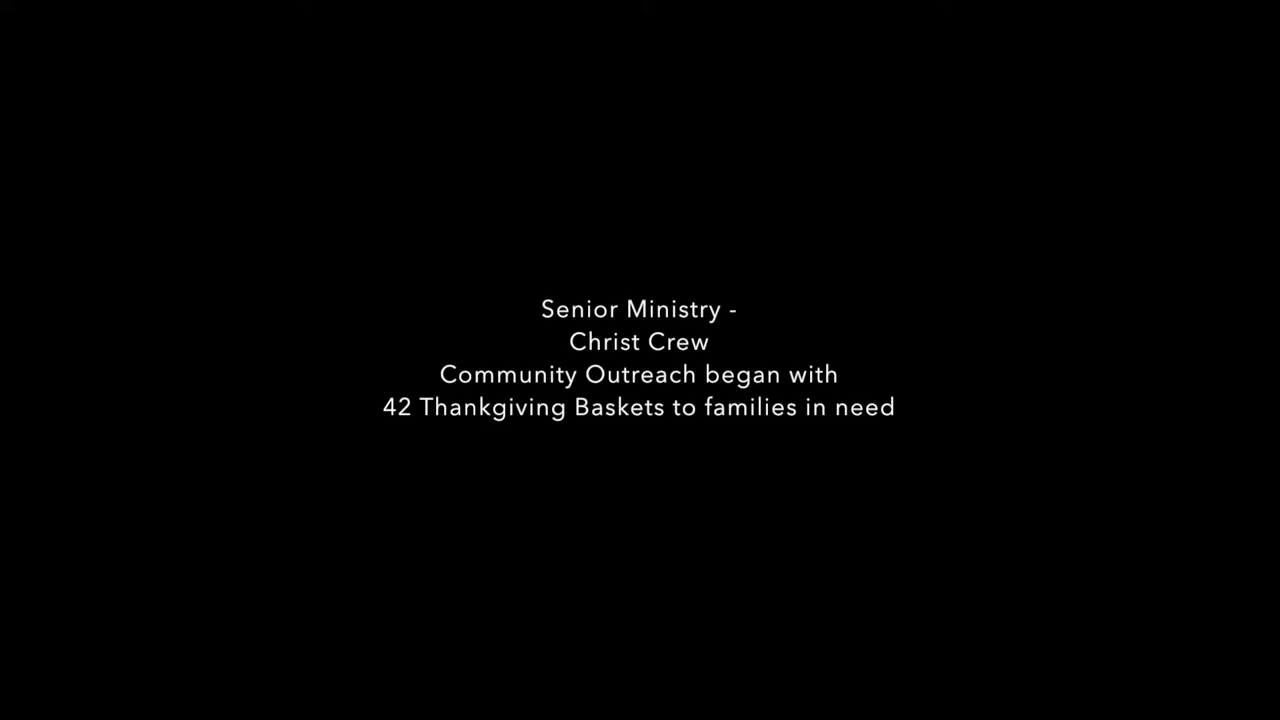 Senior Ministry -
Christ Crew
Community Outreach began with
42 Thankgiving Baskets to families in need